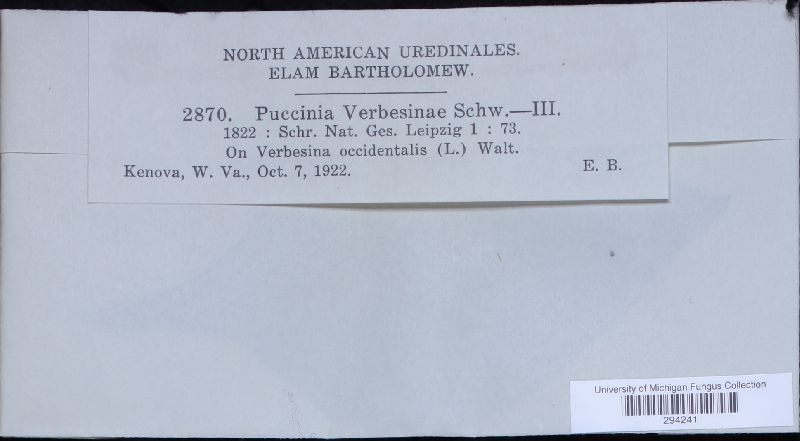 NORTH AMERICAN UREDINALES.
ELAM BARTHOLOMEW.
2870. Puccinia Verbesinae Schw.—III.
1822 : Schr. Nat. Ges. Leipzig 1 : 73.
On Verbesina occidentalis (L.) Walt.
Kenova, W. Va., Oct. 7, 1922. E. B.
University of Michigan Fungus Collection
294241